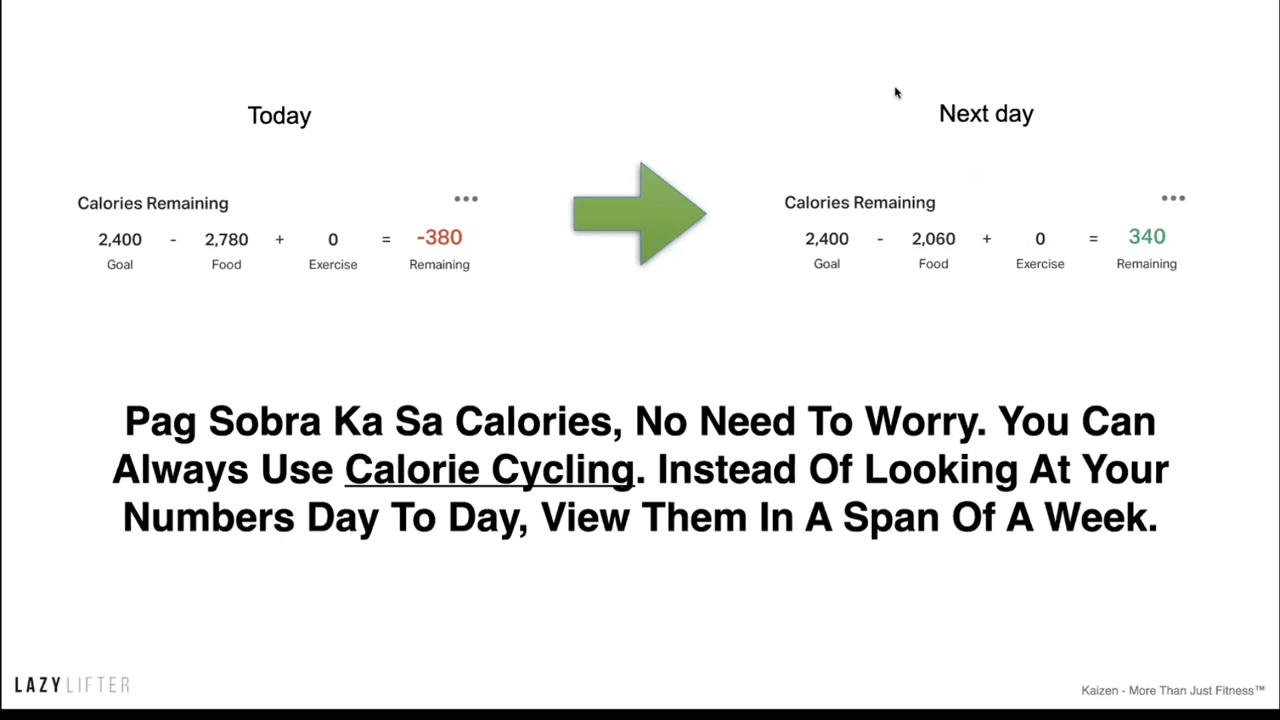 Today
Next day
Calories Remaining
2,400 - 2,780 + 0 = -380
Goal Food Exercise Remaining
Calories Remaining
2,400 - 2,060 + 0 = 340
Goal Food Exercise Remaining
Pag Sobra Ka Sa Calories, No Need To Worry. You Can
Always Use Calorie Cycling. Instead Of Looking At Your
Numbers Day To Day, View Them In A Span Of A Week.
LAZYLIFTER
Kaizen - More Than Just Fitness™